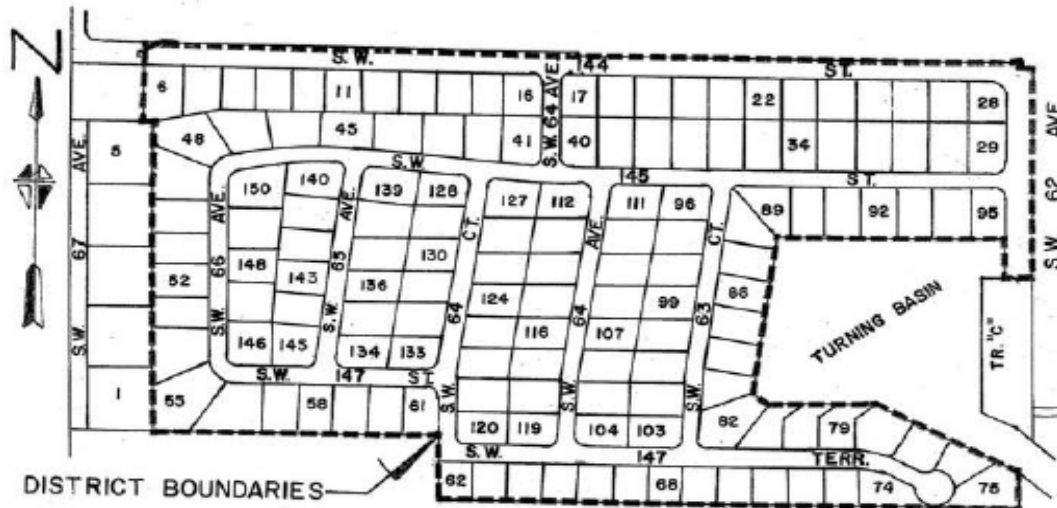 N
S.W. 144 ST.
6 11 16 17 22 28
S.W. 64 AVE.
5 48 45 41 40 34 29
S.W. 67 AVE.
S.W. 62 AVE.
S.W. 145 ST.
150 140 139 128 127 112 111 96 89 92 95
S.W. 66 AVE.
S.W. 65 AVE.
S.W. 64 CT.
S.W. 64 AVE.
S.W. 63 CT.
52 148 143 136 130 124 116 107 99 86
TURNING BASIN
TR. "C"
146 145 134 133
S.W. 147 ST.
1 55 58 61 120 119 104 103 82 79
S.W. 147 TERR.
62 68 74 75
DISTRICT BOUNDARIES